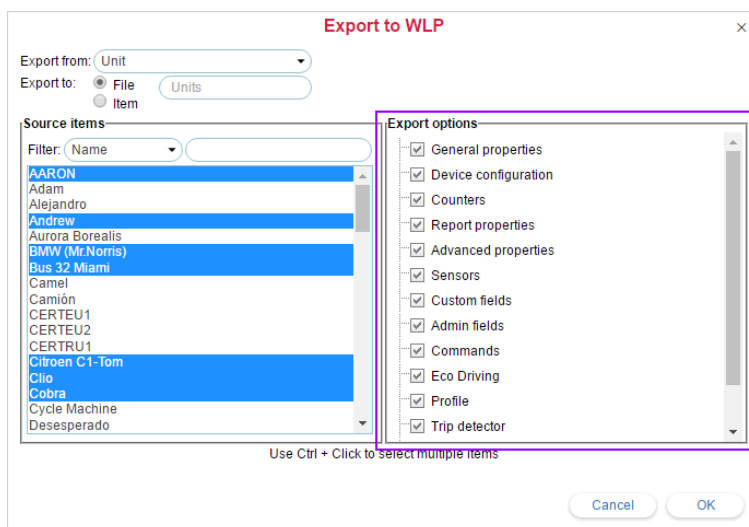 Export to WLP
×
Export from: Unit
Export to: File Units
Item
Source items
Filter: Name
AARON
Adam
Alejandro
Andrew
Aurora Borealis
BMW (Mr.Norris)
Bus 32 Miami
Camel
Camión
CERTEU1
CERTEU2
CERTRU1
Citroen C1-Tom
Clio
Cobra
Cycle Machine
Desesperado
Export options
General properties
Device configuration
Counters
Report properties
Advanced properties
Sensors
Custom fields
Admin fields
Commands
Eco Driving
Profile
Trip detector
Use Ctrl + Click to select multiple items
Cancel OK